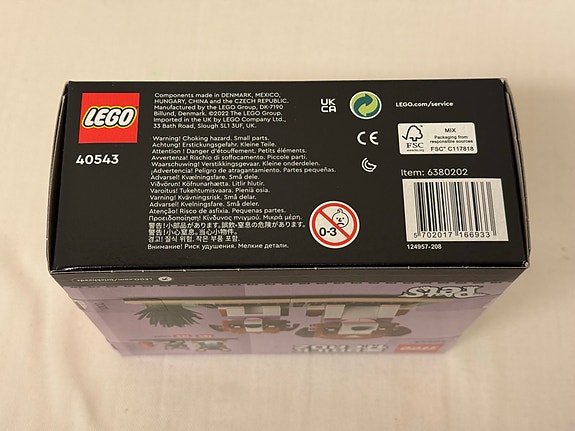 LEGO
40543
Components made in DENMARK, MEXICO,
HUNGARY, CHINA and the CZECH REPUBLIC.
Manufactured by the LEGO Group, DK-7190
Billund, Denmark. ©2022 The LEGO Group.
Imported in the UK by LEGO Company Ltd.,
33 Bath Road, Slough SL1 3UF, UK.
Warning! Choking hazard. Small parts.
Achtung! Erstickungsgefahr. Kleine Teile.
Attention ! Danger d'étouffement. Petits éléments.
Avvertenza! Rischio di soffocamento. Piccole parti.
Waarschuwing! Verstikkingsgevaar. Kleine onderdelen.
¡Advertencia! Peligro de atragantamiento. Partes pequeñas.
Advarsel! Kvælningsfare. Små dele.
Viðvörun! Köfnunarhætta. Litlir hlutir.
Varoitus! Tukehtumisvaara. Pieniä osia.
Varning! Kvävningsrisk. Små delar.
Advarsel! Kvelningsfare. Små deler.
Atenção! Risco de asfixia. Pequenas partes.
Προειδοποίηση! Κίνδυνος πνιγμού. Μικρά μέρη.
警告!小部品があります。誤飲・窒息の危険があります。
警告!小心窒息。当心小物件。
경고! 질식 위험. 작은 부품 포함.
Внимание! Риск удушения. Мелкие детали.
UK
CA
CE
0-3
LEGO.com/service
FSC
www.fsc.org
MIX
Packaging from
responsible sources
FSC® C117818
Item: 6380202
5 702017 166933
124957-208
Pets
LEGO